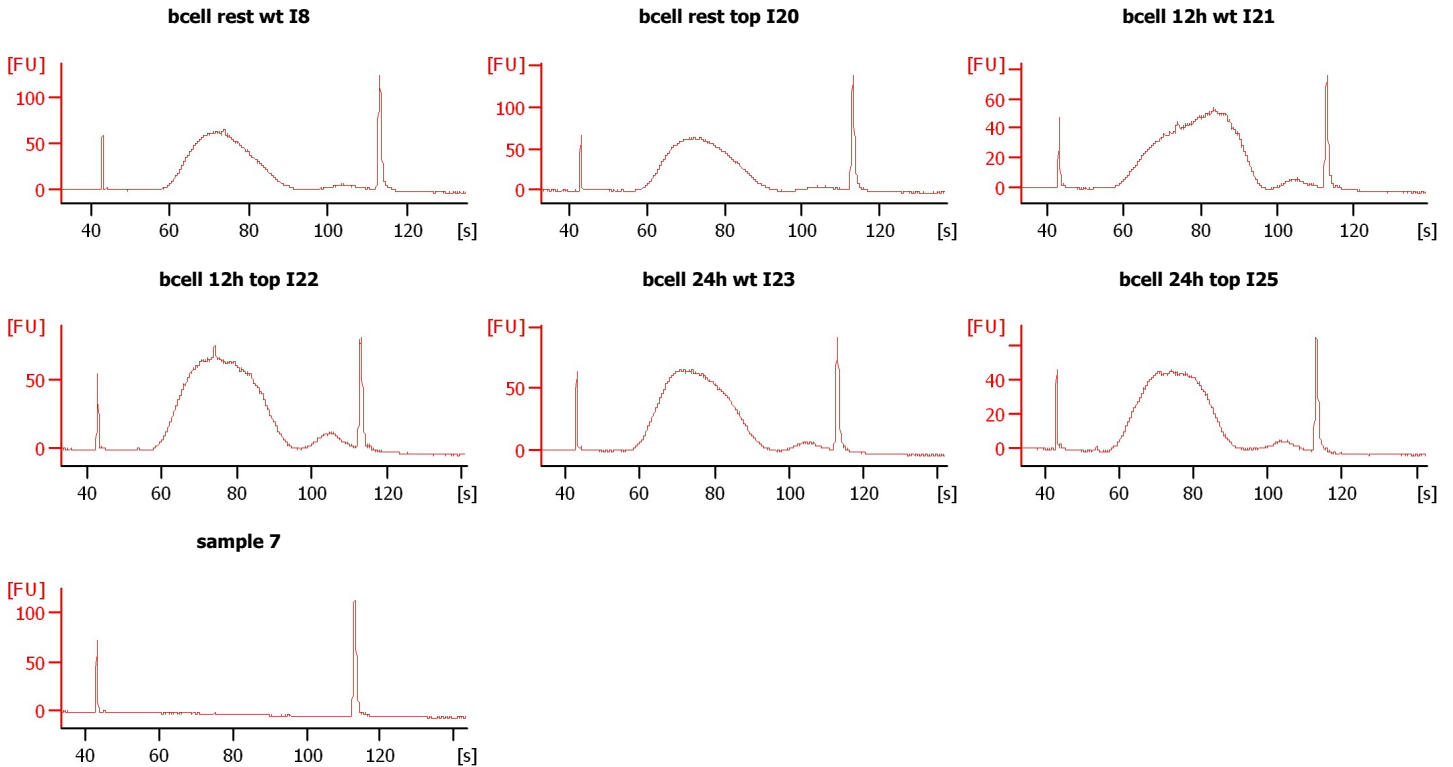 bcell rest wt I8
[FU]
100
50
0
40 60 80 100 120 [s]
bcell rest top I20
[FU]
100
50
0
40 60 80 100 120 [s]
bcell 12h wt I21
[FU]
60
40
20
0
40 60 80 100 120 [s]
bcell 12h top I22
[FU]
50
0
40 60 80 100 120 [s]
bcell 24h wt I23
[FU]
50
0
40 60 80 100 120 [s]
bcell 24h top I25
[FU]
40
20
0
40 60 80 100 120 [s]
sample 7
[FU]
100
50
0
40 60 80 100 120 [s]